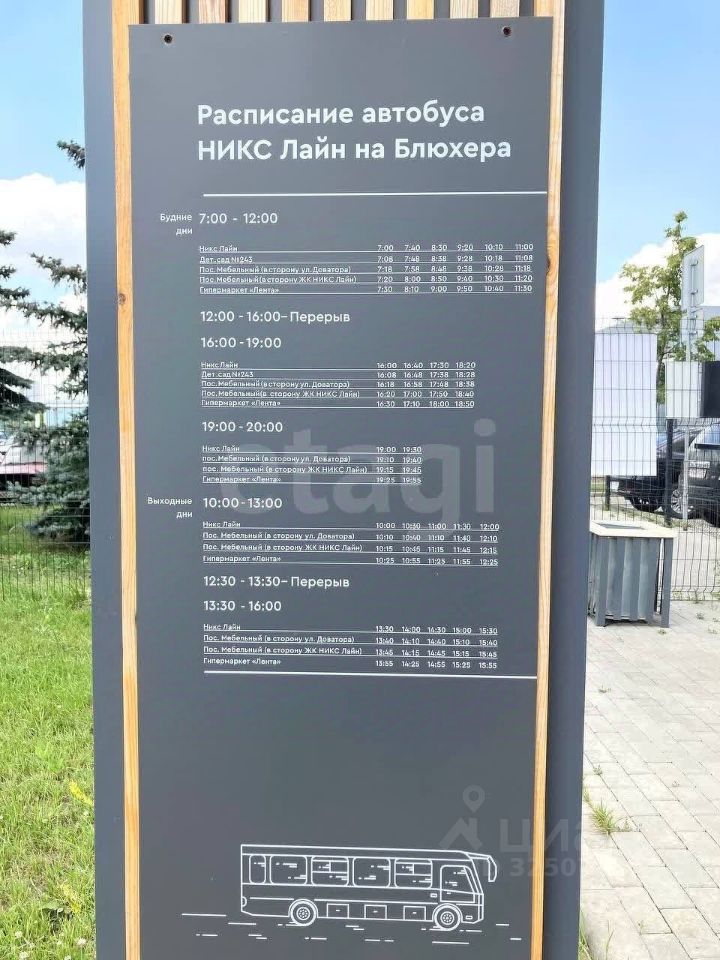 Расписание автобуса
НИКС Лайн на Блюхера
Будние дни
7:00 - 12:00
Никс Лайн 7:00 7:40 8:30 9:20 10:10 11:00
Дет.сад №243 7:08 7:48 8:38 9:28 10:18 11:08
Пос.Мебельный (в сторону ул.Доватора) 7:18 7:58 8:48 9:38 10:28 11:18
Пос.Мебельный(в сторону ЖК НИКС Лайн) 7:20 8:00 8:50 9:40 10:30 11:20
Гипермаркет «Лента» 7:30 8:10 9:00 9:50 10:40 11:30
12:00 - 16:00– Перерыв
16:00 - 19:00
Никс Лайн 16:00 16:40 17:30 18:20
Дет. сад №243 16:08 16:48 17:38 18:28
Пос. Мебельный (в сторону ул. Доватора) 16:18 16:58 17:48 18:38
Пос. Мебельный(в сторону ЖК НИКС Лайн) 16:20 17:00 17:50 18:40
Гипермаркет «Лента» 16:30 17:10 18:00 18:50
19:00 - 20:00
Никс Лайн 19:00 19:30
Пос. Мебельный (в сторону ул. Доватора) 19:10 19:40
пос. Мебельный (в сторону ЖК НИКС Лайн) 19:15 19:45
Гипермаркет «Лента» 19:25 19:55
Выходные дни
10:00 - 13:00
Никс Лайн 10:00 10:30 11:00 11:30 12:00
Пос. Мебельный (в сторону ул. Доватора) 10:10 10:40 11:10 11:40 12:10
Пос. Мебельный (в сторону ЖК НИКС Лайн) 10:15 10:45 11:15 11:45 12:15
Гипермаркет «Лента» 10:25 10:55 11:25 11:55 12:25
12:30 - 13:30– Перерыв
13:30 - 16:00
Никс Лайн 13:30 14:00 14:30 15:00 15:30
Пос. Мебельный (в сторону ул. Доватора) 13:40 14:10 14:40 15:10 15:40
Пос. Мебельный (в сторону ЖК НИКС Лайн) 13:45 14:15 14:45 15:15 15:45
Гипермаркет «Лента» 13:55 14:25 14:55 15:25 15:55
etagi